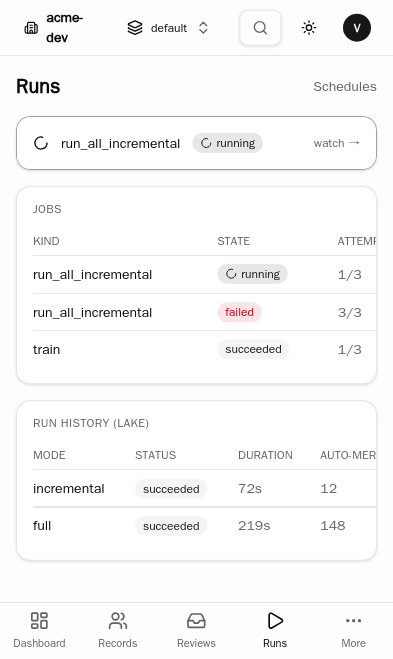 acme-
dev
default
V
Runs
Schedules
run_all_incremental
running
watch →
JOBS
KIND STATE ATTEMP
run_all_incremental running 1/3
run_all_incremental failed 3/3
train succeeded 1/3
RUN HISTORY (LAKE)
MODE STATUS DURATION AUTO-MER
incremental succeeded 72s 12
full succeeded 219s 148
Dashboard Records Reviews Runs More